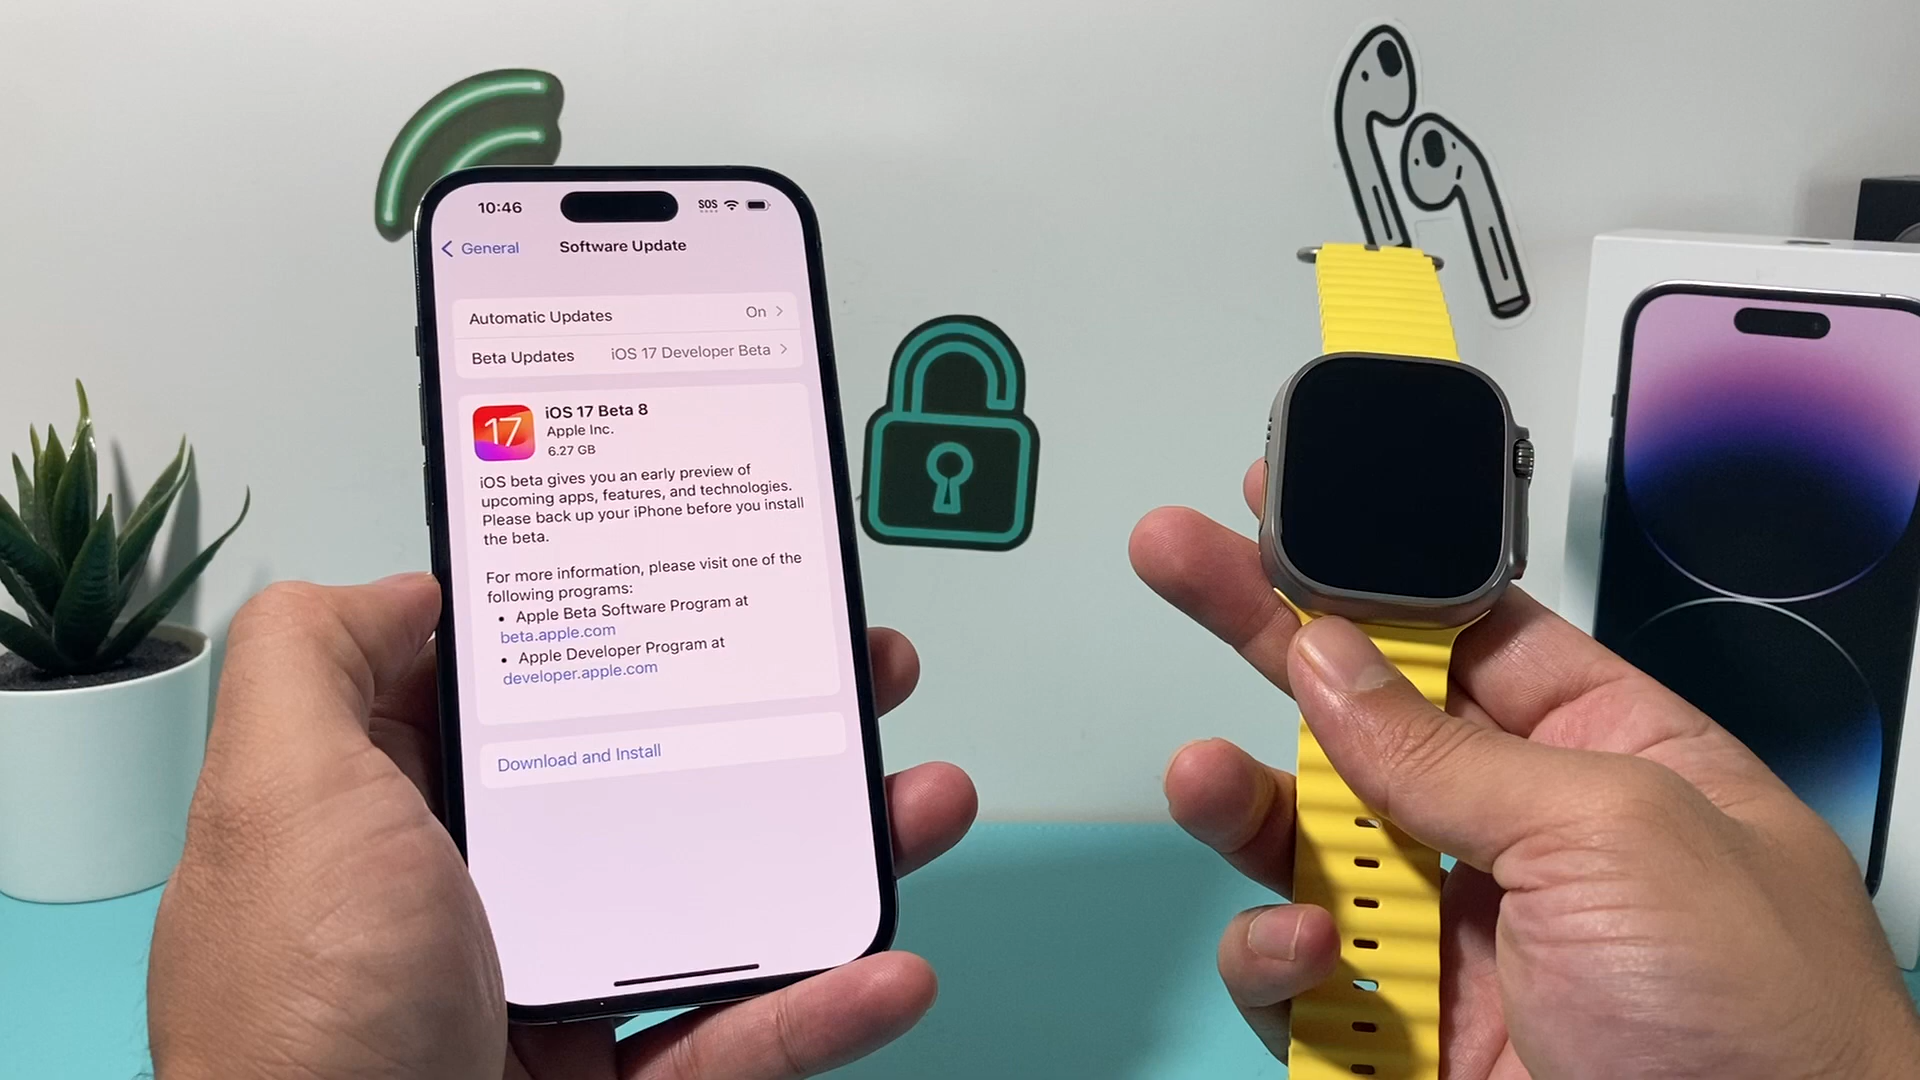 10:46
SOS
General
Software Update
Automatic Updates On
Beta Updates iOS 17 Developer Beta
17
iOS 17 Beta 8
Apple Inc.
6.27 GB
iOS beta gives you an early preview of
upcoming apps, features, and technologies.
Please back up your iPhone before you install
the beta.
For more information, please visit one of the
following programs:
• Apple Beta Software Program at
beta.apple.com
• Apple Developer Program at
developer.apple.com
Download and Install